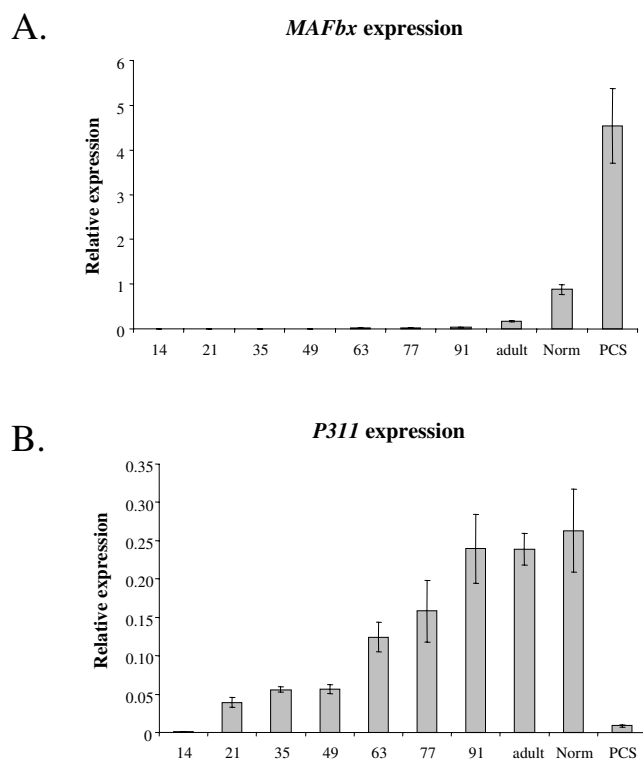 A.
MAFbx expression
Relative expression
6
5
4
3
2
1
0
14 21 35 49 63 77 91 adult Norm PCS
B.
P311 expression
Relative expression
0.35
0.30
0.25
0.20
0.15
0.10
0.05
0
14 21 35 49 63 77 91 adult Norm PCS